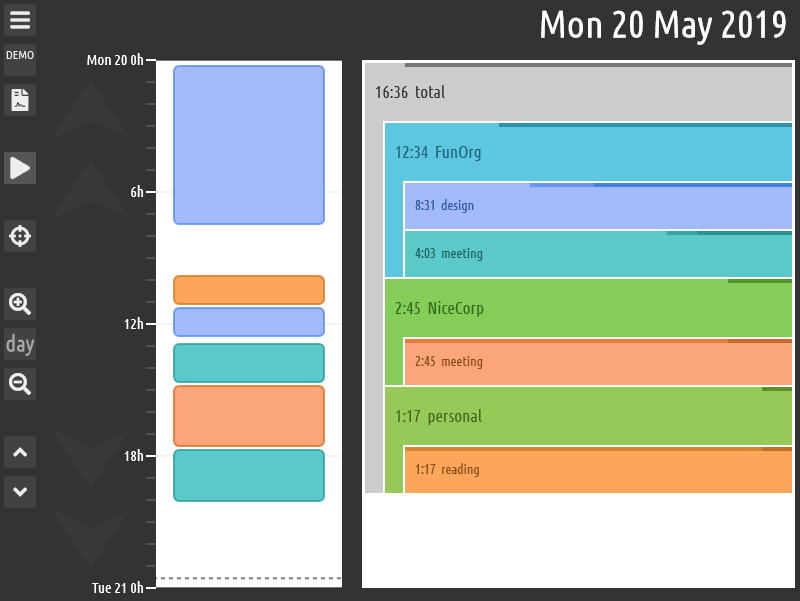 Mon 20 May 2019
DEMO
day
Mon 20 0h
6h
12h
18h
Tue 21 0h
16:36 total
12:34 FunOrg
8:31 design
4:03 meeting
2:45 NiceCorp
2:45 meeting
1:17 personal
1:17 reading